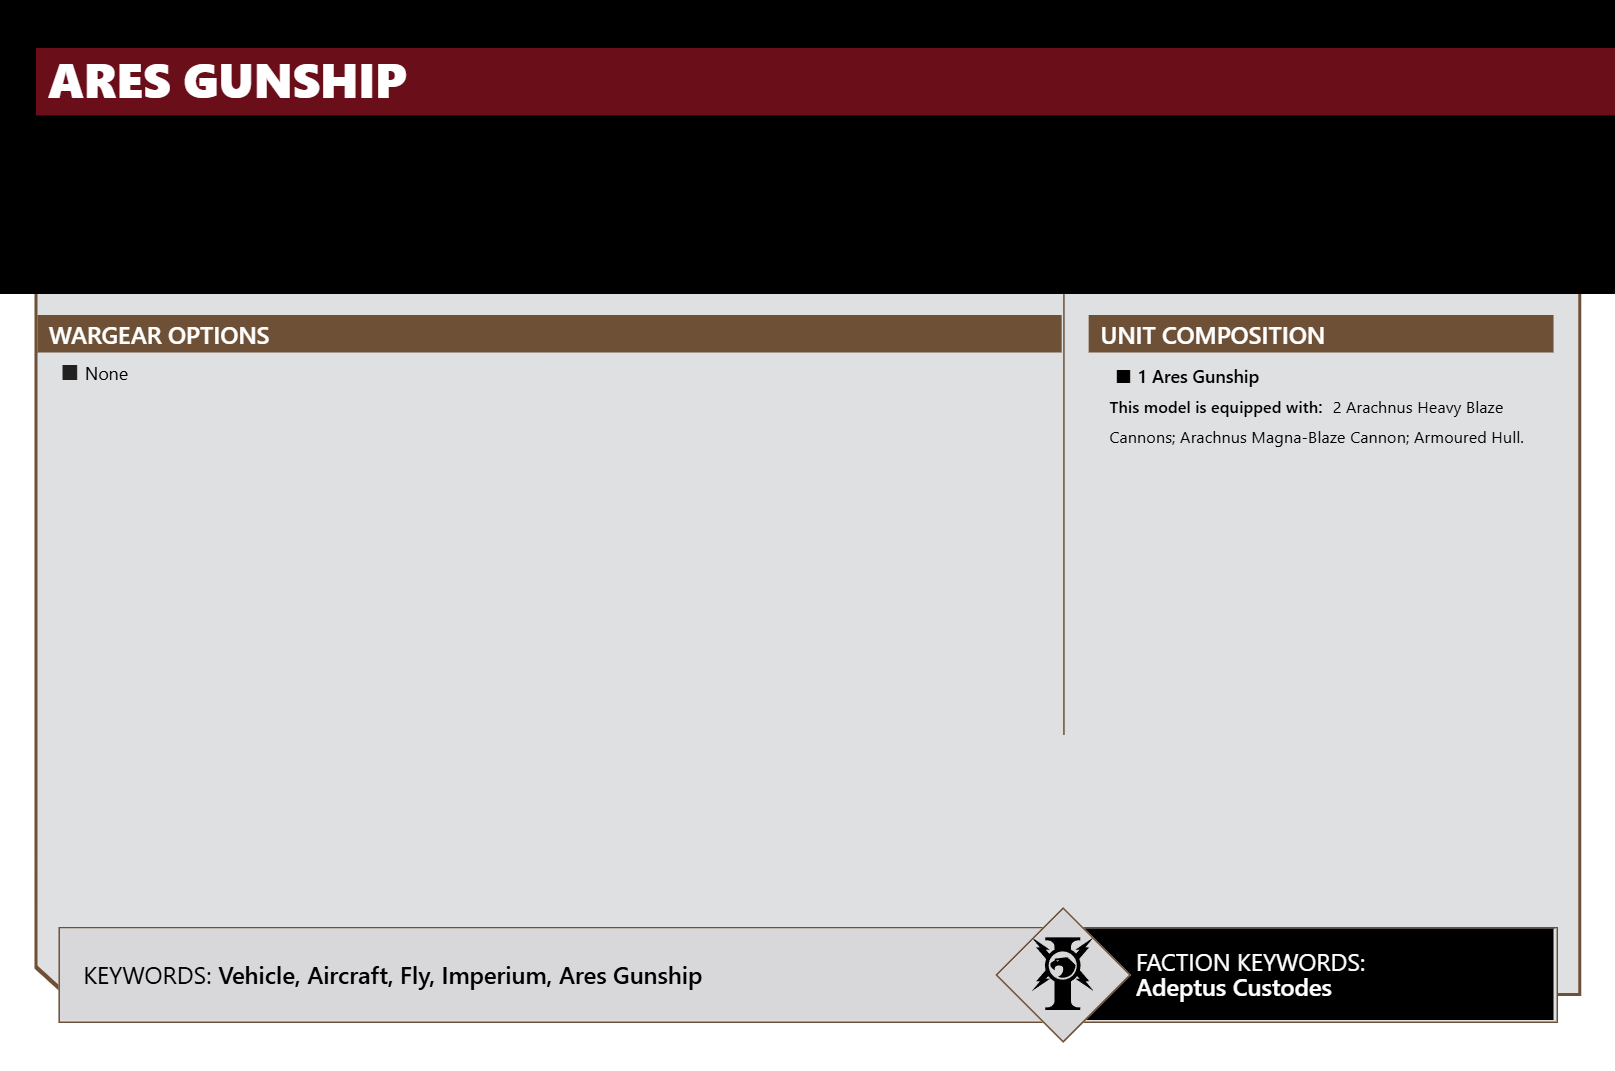 ARES GUNSHIP
WARGEAR OPTIONS
None
UNIT COMPOSITION
1 Ares Gunship
This model is equipped with: 2 Arachnus Heavy Blaze
Cannons; Arachnus Magna-Blaze Cannon; Armoured Hull.
KEYWORDS: Vehicle, Aircraft, Fly, Imperium, Ares Gunship
FACTION KEYWORDS:
Adeptus Custodes